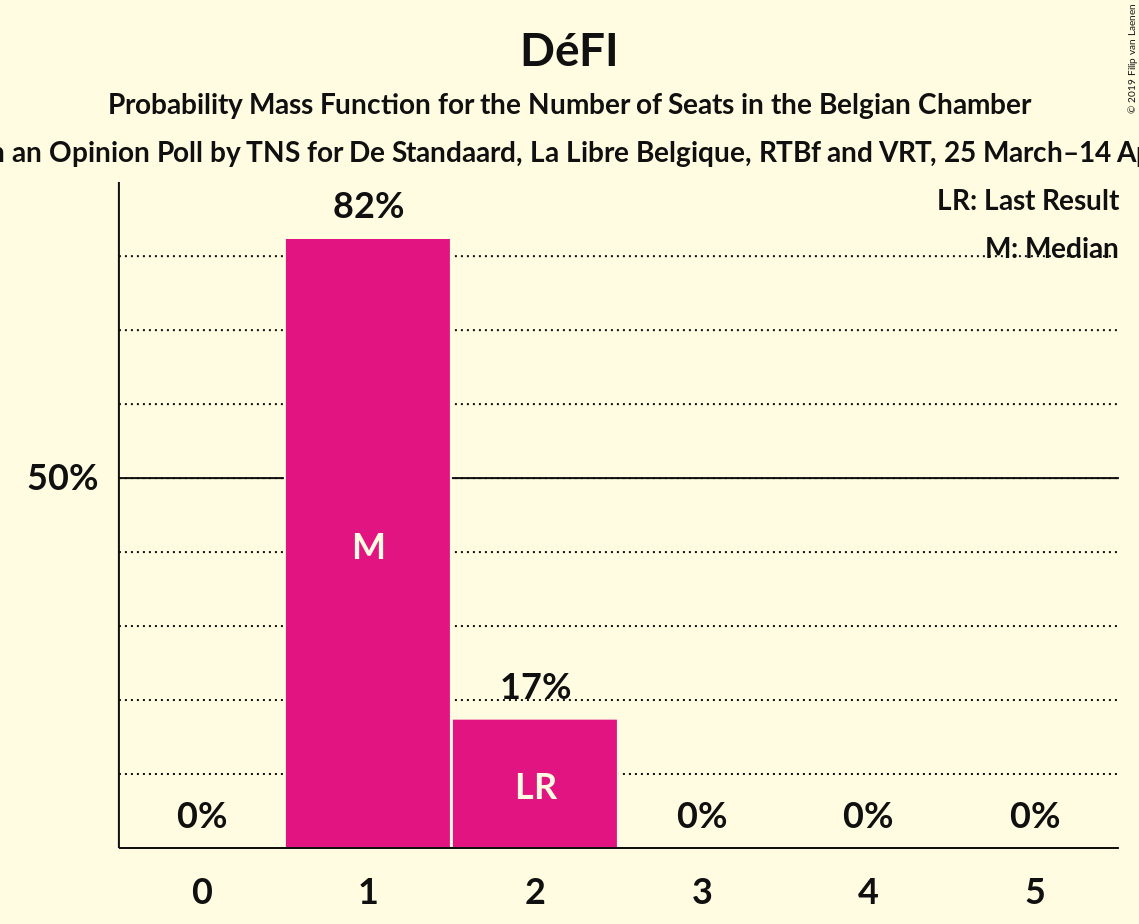 DéFI
Probability Mass Function for the Number of Seats in the Belgian Chamber
an Opinion Poll by TNS for De Standaard, La Libre Belgique, RTBf and VRT, 25 March–14
LR: Last Result
M: Median
82%
50%
M
17%
LR
0%
0%
0%
0%
0
1
2
3
4
5
© 2019 Filip van Laenen